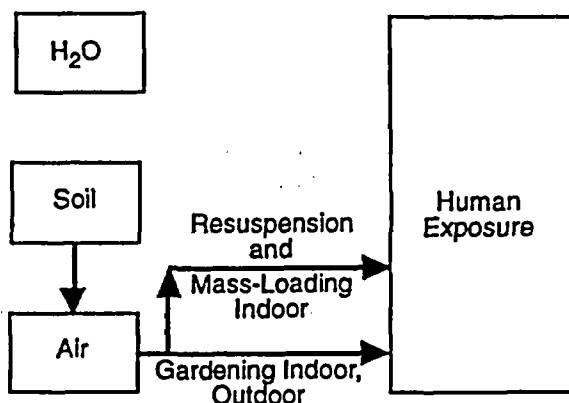 H₂O
Soil
Air
Resuspension
and
Mass-Loading
Indoor
Gardening Indoor,
Outdoor
Human
Exposure